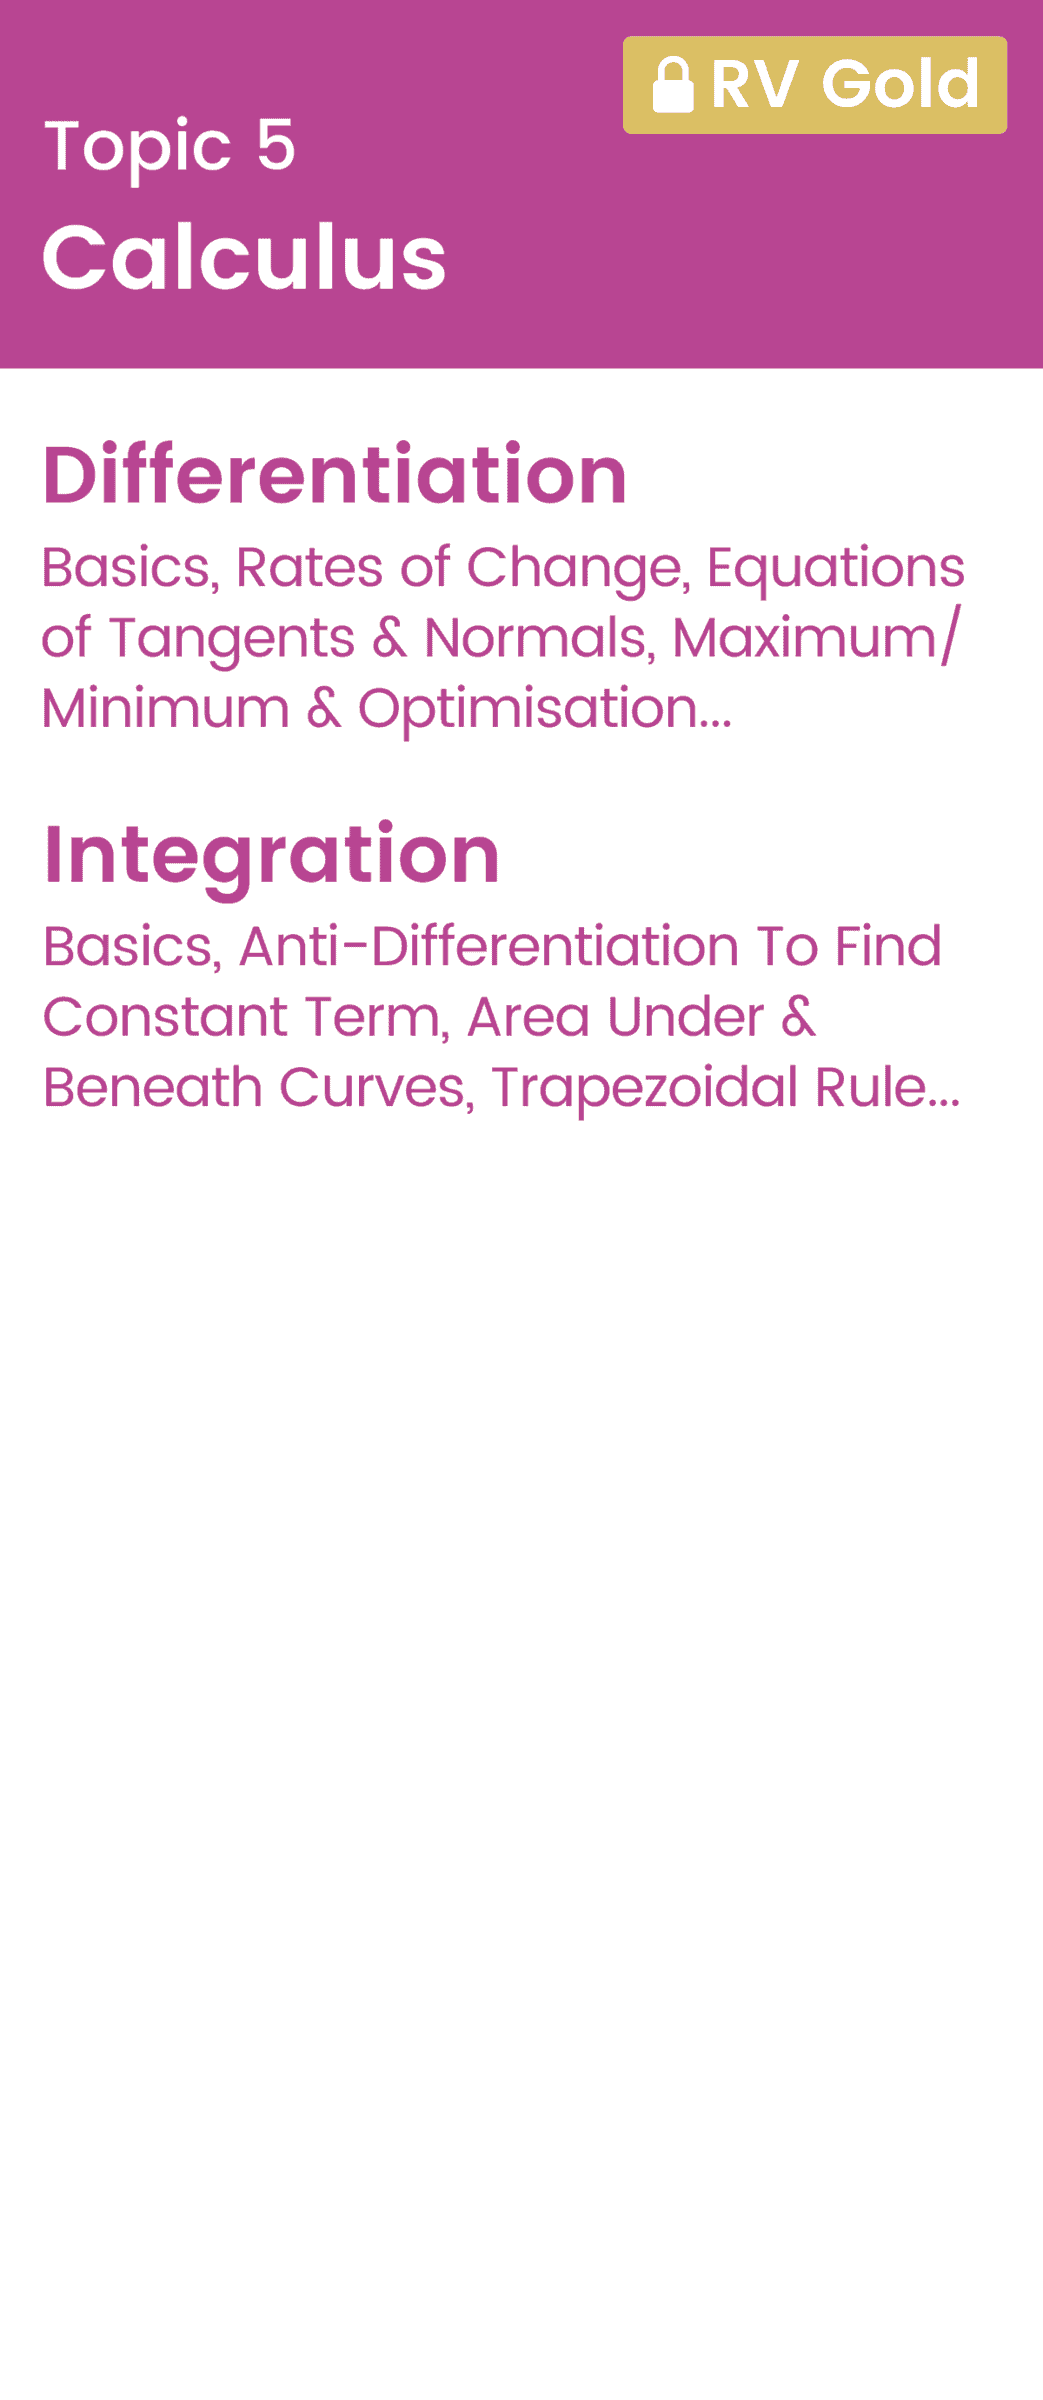 RV Gold
Topic 5
Calculus
Differentiation
Basics, Rates of Change, Equations
of Tangents & Normals, Maximum/
Minimum & Optimisation...
Integration
Basics, Anti-Differentiation To Find
Constant Term, Area Under &
Beneath Curves, Trapezoidal Rule...